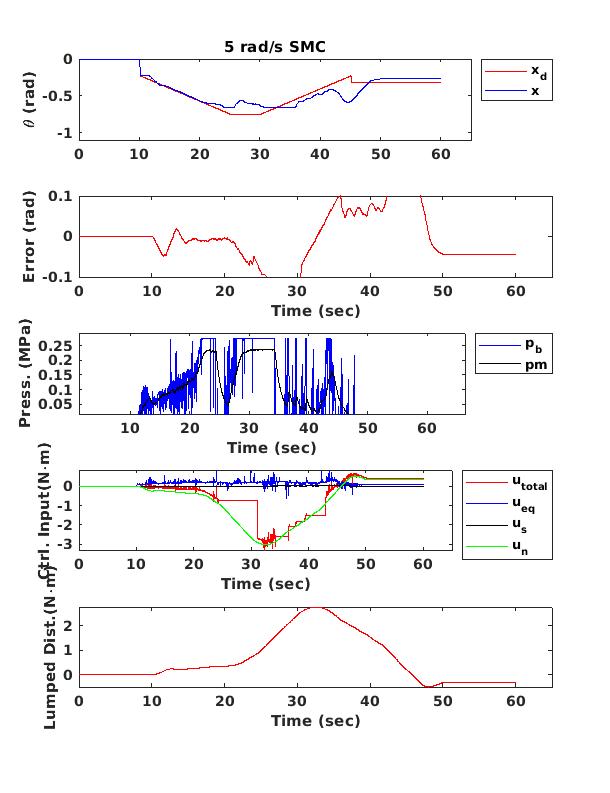 5 rad/s SMC
θ (rad)
0
-0.5
-1
0 10 20 30 40 50 60
x_d
x
Error (rad)
0.1
0
-0.1
0 10 20 30 40 50 60
Time (sec)
Press. (MPa)
0.25
0.2
0.15
0.1
0.05
10 20 30 40 50 60
Time (sec)
p_b
pm
Ctrl. Input(N·m)
0
-1
-2
-3
0 10 20 30 40 50 60
Time (sec)
u_total
u_eq
u_s
u_n
Lumped Dist.(N·m)
2
1
0
0 10 20 30 40 50 60
Time (sec)